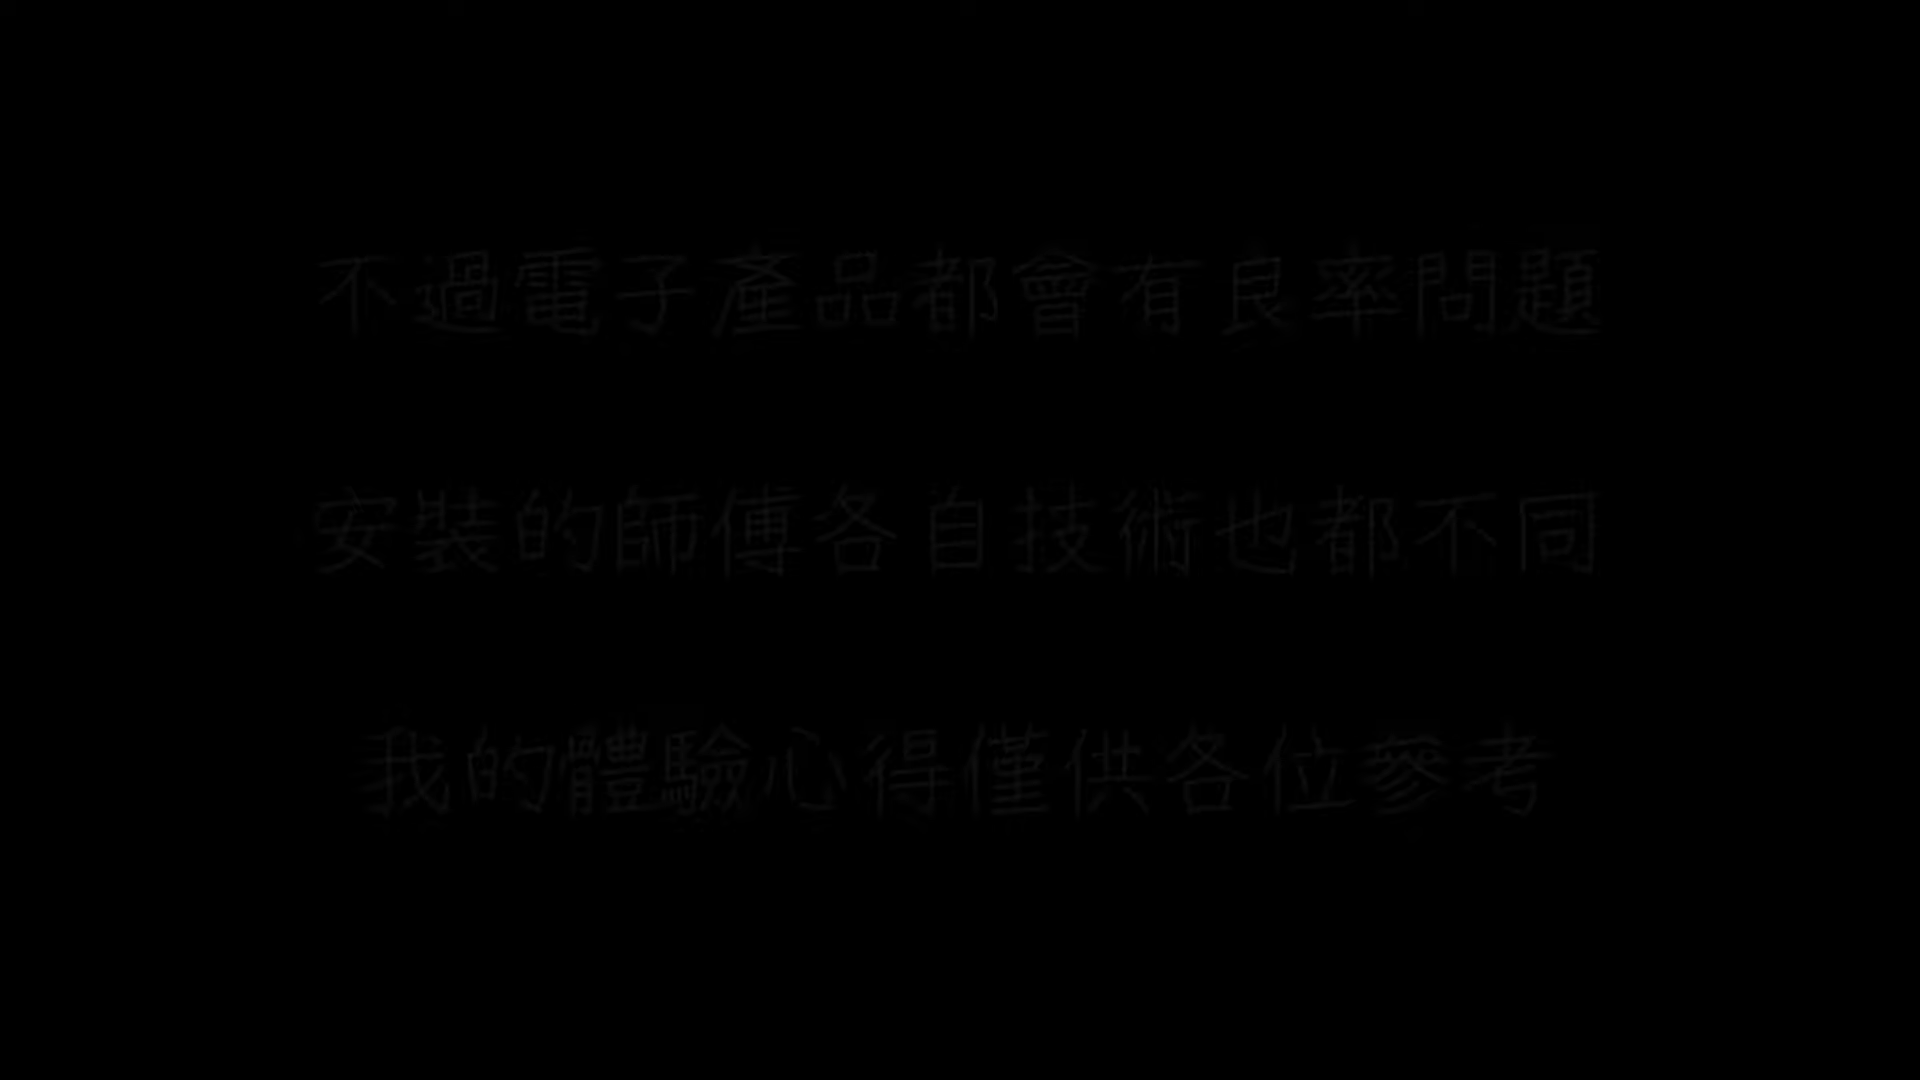 不過電子產品都會有良率問題
安裝的師傅各自技術也都不同
我的體驗心得僅供各位參考